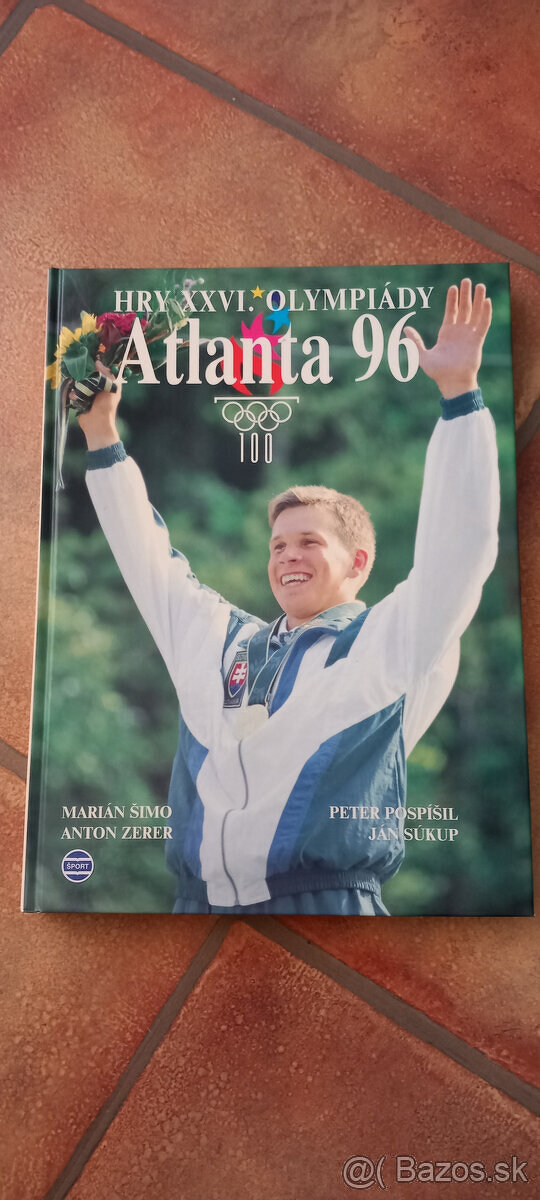 HRY XXVI. OLYMPIÁDY
Atlanta 96
100
MARIÁN ŠIMO
ANTON ZERER
PETER POSPÍŠIL
JÁN SÚKUP
ŠPORT
@ Bazos.sk